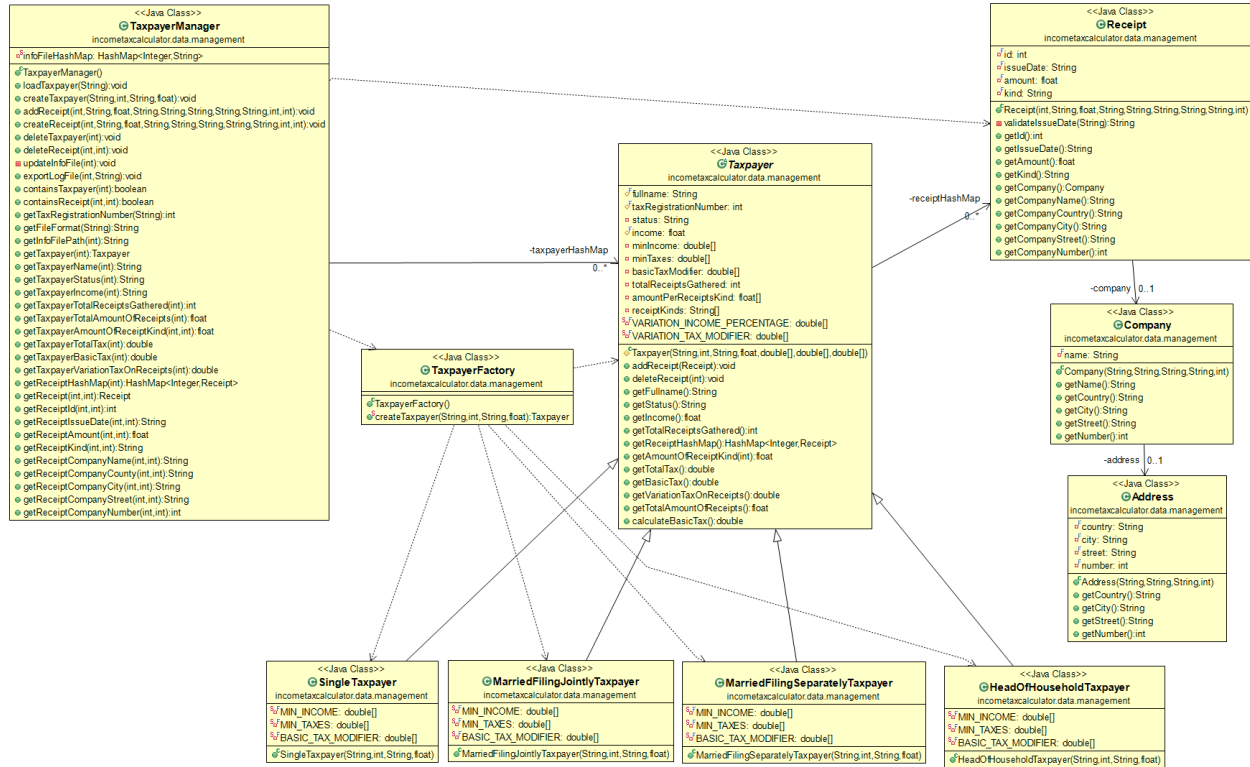 <<Java Class>>
TaxpayerManager
incometaxcalculator.data.management
infoFileHashMap: HashMap<Integer,String>
TaxpayerManager()
loadTaxpayer(String):void
createTaxpayer(String,int,String,float):void
addReceipt(int,String,float,String,String,String,String,String,int,int):void
createReceipt(int,String,float,String,String,String,String,String,int,int):void
deleteTaxpayer(int):void
deleteReceipt(int,int):void
updateInfoFile(int):void
exportLogFile(int,String):void
containsTaxpayer(int):boolean
containsReceipt(int,int):boolean
getTaxRegistrationNumber(String):int
getFileFormat(String):String
getInfoFilePath(int):String
getTaxpayer(int):Taxpayer
getTaxpayerName(int):String
getTaxpayerStatus(int):String
getTaxpayerIncome(int):String
getTaxpayerTotalReceiptsGathered(int):int
getTaxpayerTotalAmountOfReceipts(int):float
getTaxpayerAmountOfReceiptKind(int,int):float
getTaxpayerTotalTax(int):double
getTaxpayerBasicTax(int):double
getTaxpayerVariationTaxOnReceipts(int):double
getReceiptHashMap(int):HashMap<Integer,Receipt>
getReceipt(int,int):Receipt
getReceiptId(int,int):int
getReceiptIssueDate(int,int):String
getReceiptAmount(int,int):float
getReceiptKind(int,int):String
getReceiptCompanyName(int,int):String
getReceiptCompanyCounty(int,int):String
getReceiptCompanyCity(int,int):String
getReceiptCompanyStreet(int,int):String
getReceiptCompanyNumber(int,int):int
-taxpayerHashMap
0..*
<<Java Class>>
TaxpayerFactory
incometaxcalculator.data.management
TaxpayerFactory()
createTaxpayer(String,int,String,float):Taxpayer
<<Java Class>>
Taxpayer
incometaxcalculator.data.management
fullname: String
taxRegistrationNumber: int
status: String
income: float
minIncome: double[]
minTaxes: double[]
basicTaxModifier: double[]
totalReceiptsGathered: int
amountPerReceiptsKind: float[]
receiptKinds: String[]
VARIATION_INCOME_PERCENTAGE: double[]
VARIATION_TAX_MODIFIER: double[]
Taxpayer(String,int,String,float,double[],double[],double[])
addReceipt(Receipt):void
deleteReceipt(int):void
getFullname():String
getStatus():String
getIncome():float
getTotalReceiptsGathered():int
getReceiptHashMap():HashMap<Integer,Receipt>
getAmountOfReceiptKind(int):float
getTotalTax():double
getBasicTax():double
getVariationTaxOnReceipts():double
getTotalAmountOfReceipts():float
calculateBasicTax():double
-receiptHashMap
0..*
<<Java Class>>
Receipt
incometaxcalculator.data.management
id: int
issueDate: String
amount: float
kind: String
Receipt(int,String,float,String,String,String,String,String,int)
validateIssueDate(String):String
getId():int
getIssueDate():String
getAmount():float
getKind():String
getCompany():Company
getCompanyName():String
getCompanyCountry():String
getCompanyCity():String
getCompanyStreet():String
getCompanyNumber():int
-company 0..1
<<Java Class>>
Company
incometaxcalculator.data.management
name: String
Company(String,String,String,String,int)
getName():String
getCountry():String
getCity():String
getStreet():String
getNumber():int
-address 0..1
<<Java Class>>
Address
incometaxcalculator.data.management
country: String
city: String
street: String
number: int
Address(String,String,String,int)
getCountry():String
getCity():String
getStreet():String
getNumber():int
<<Java Class>>
SingleTaxpayer
incometaxcalculator.data.management
MIN_INCOME: double[]
MIN_TAXES: double[]
BASIC_TAX_MODIFIER: double[]
SingleTaxpayer(String,int,String,float)
<<Java Class>>
MarriedFilingJointlyTaxpayer
incometaxcalculator.data.management
MIN_INCOME: double[]
MIN_TAXES: double[]
BASIC_TAX_MODIFIER: double[]
MarriedFilingJointlyTaxpayer(String,int,String,float)
<<Java Class>>
MarriedFilingSeparatelyTaxpayer
incometaxcalculator.data.management
MIN_INCOME: double[]
MIN_TAXES: double[]
BASIC_TAX_MODIFIER: double[]
MarriedFilingSeparatelyTaxpayer(String,int,String,float)
<<Java Class>>
HeadOfHouseholdTaxpayer
incometaxcalculator.data.management
MIN_INCOME: double[]
MIN_TAXES: double[]
BASIC_TAX_MODIFIER: double[]
HeadOfHouseholdTaxpayer(String,int,String,float)